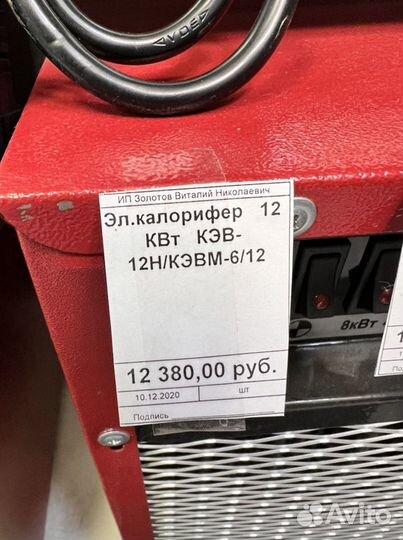 ИП Золотов Виталий Николаевич
Эл.калорифер 12
КВт КЭВ-
12Н/КЭВМ-6/12
12 380,00 руб.
10.12.2020 шт
Подпись
8кВт
Avito